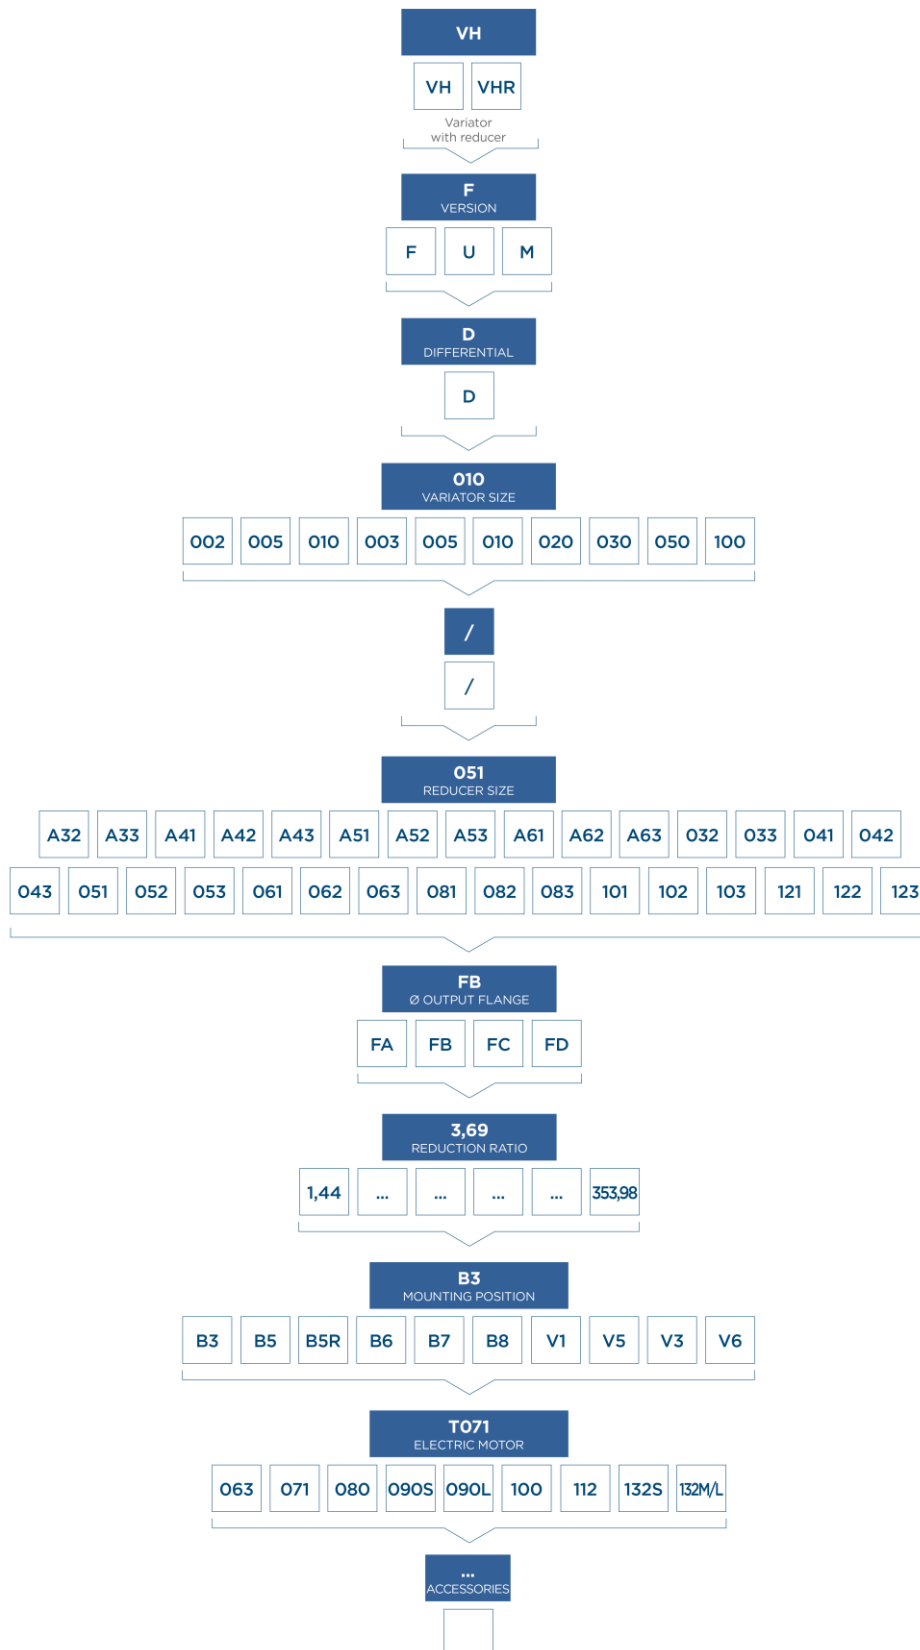 VH
VH VHR
Variator
with reducer
F
VERSION
F U M
D
DIFFERENTIAL
D
010
VARIATOR SIZE
002 005 010 003 005 010 020 030 050 100
/
/
051
REDUCER SIZE
A32 A33 A41 A42 A43 A51 A52 A53 A61 A62 A63 032 033 041 042
043 051 052 053 061 062 063 081 082 083 101 102 103 121 122 123
FB
Ø OUTPUT FLANGE
FA FB FC FD
3,69
REDUCTION RATIO
1,44 ... ... ... ... 353,98
B3
MOUNTING POSITION
B3 B5 B5R B6 B7 B8 V1 V5 V3 V6
T071
ELECTRIC MOTOR
063 071 080 090S 090L 100 112 132S 132M/L
...
ACCESSORIES